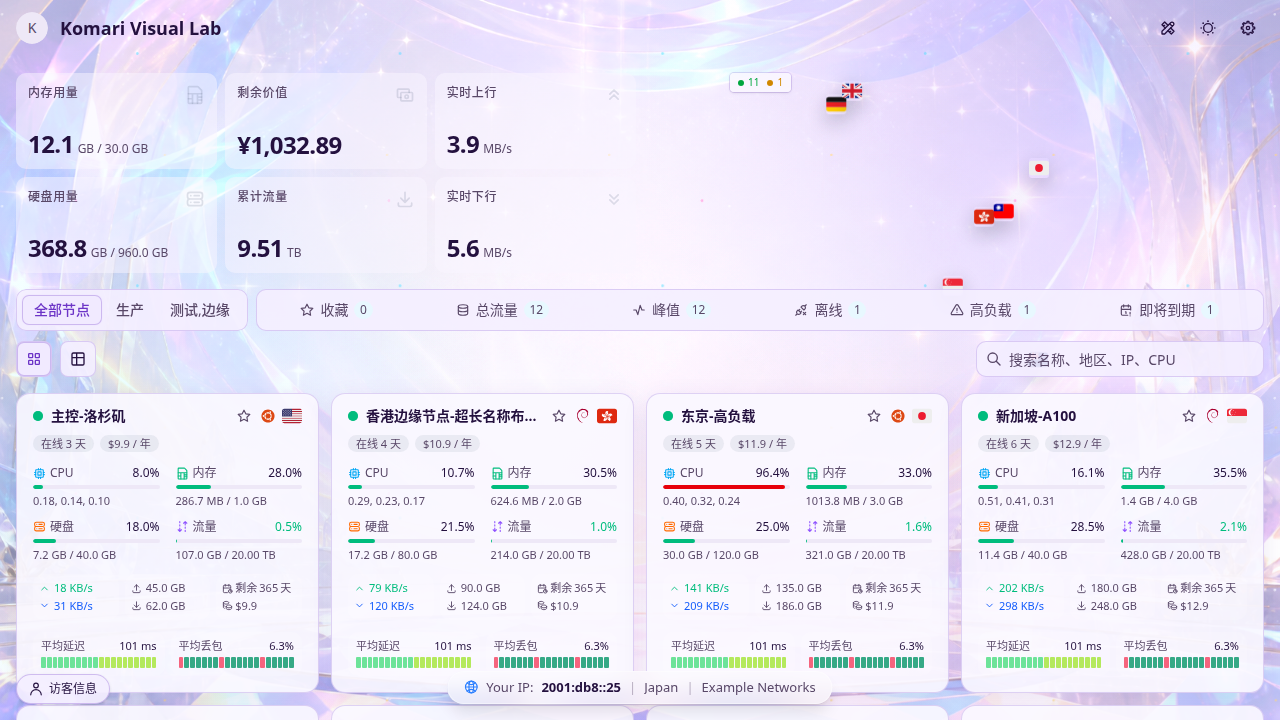 K Komari Visual Lab
内存用量 剩余价值 实时上行
12.1 GB / 30.0 GB ¥1,032.89 3.9 MB/s
11 1
硬盘用量 累计流量 实时下行
368.8 GB / 960.0 GB 9.51 TB 5.6 MB/s
全部节点 生产 测试,边缘 收藏 0 总流量 12 峰值 12 离线 1 高负载 1 即将到期 1
搜索名称、地区、IP、CPU
主控-洛杉矶
在线 3 天 $9.9 / 年
CPU 8.0% 内存 28.0%
0.18, 0.14, 0.10 286.7 MB / 1.0 GB
硬盘 18.0% 流量 0.5%
7.2 GB / 40.0 GB 107.0 GB / 20.00 TB
18 KB/s 45.0 GB 剩余 365 天
31 KB/s 62.0 GB $9.9
平均延迟 101 ms 平均丢包 6.3%
香港边缘节点-超长名称布...
在线 4 天 $10.9 / 年
CPU 10.7% 内存 30.5%
0.29, 0.23, 0.17 624.6 MB / 2.0 GB
硬盘 21.5% 流量 1.0%
17.2 GB / 80.0 GB 214.0 GB / 20.00 TB
79 KB/s 90.0 GB 剩余 365 天
120 KB/s 124.0 GB $10.9
平均延迟 101 ms 平均丢包 6.3%
东京-高负载
在线 5 天 $11.9 / 年
CPU 96.4% 内存 33.0%
0.40, 0.32, 0.24 1013.8 MB / 3.0 GB
硬盘 25.0% 流量 1.6%
30.0 GB / 120.0 GB 321.0 GB / 20.00 TB
141 KB/s 135.0 GB 剩余 365 天
209 KB/s 186.0 GB $11.9
平均延迟 101 ms 平均丢包 6.3%
新加坡-A100
在线 6 天 $12.9 / 年
CPU 16.1% 内存 35.5%
0.51, 0.41, 0.31 1.4 GB / 4.0 GB
硬盘 28.5% 流量 2.1%
11.4 GB / 40.0 GB 428.0 GB / 20.00 TB
202 KB/s 180.0 GB 剩余 365 天
298 KB/s 248.0 GB $12.9
平均延迟 101 ms 平均丢包 6.3%
访客信息
Your IP: 2001:db8::25 | Japan | Example Networks